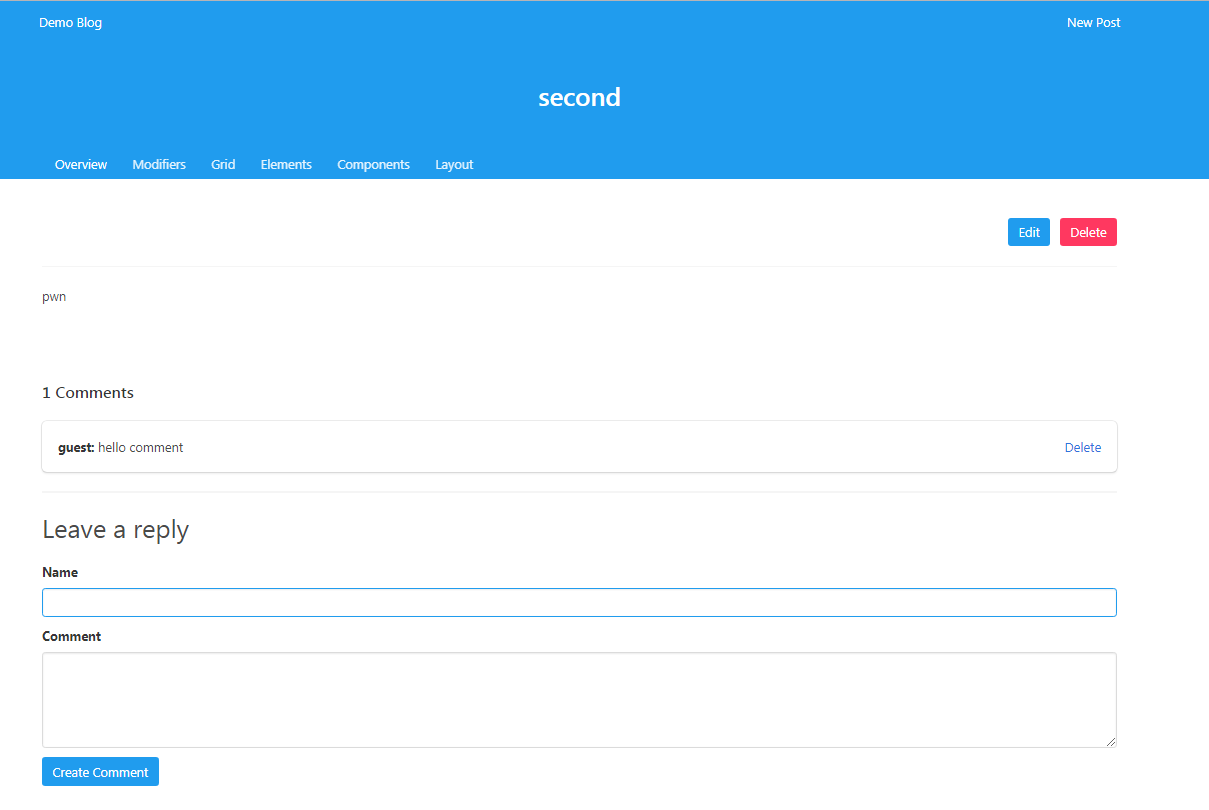 Demo Blog New Post
second
Overview Modifiers Grid Elements Components Layout
Edit Delete
pwn
1 Comments
guest: hello comment Delete
Leave a reply
Name
Comment
Create Comment